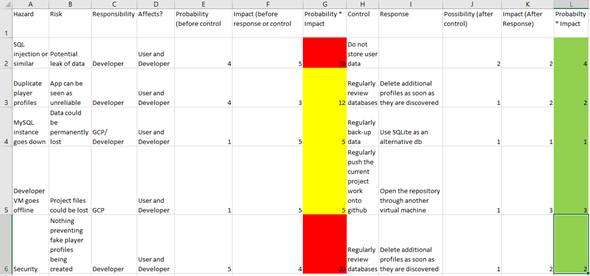 A B C D E F G H I J K L
Hazard Risk Responsibility Affects? Probability (before control) Impact (before response or control Probability * Impact Control Response Possibility (after control) Impact (After Response) Probability * Impact
1
SQL injection or similar Potential leak of data Developer User and Developer 4 5 20 Do not store user data 2 2 4
2
Duplicate player profiles App can be seen as unreliable Developer User and Developer 4 3 12 Regularly review databases Delete additional profiles as soon as they are discovered 1 2 2
3
MySQL instance goes down Data could be permanently lost GCP/ Developer User and Developer 1 5 5 Regularly back-up data Use SQLite as an alternative db 1 1 1
4
Developer VM goes offline Project files could be lost GCP User and Developer 1 5 5 Regularly push the current project work onto github Open the repository through another virtual machine 1 3 3
5
Security Nothing preventing fake player profiles being created Developer User and Developer 5 4 20 Regularly review databases Delete additional profiles as soon as they are discovered 1 2 2
6